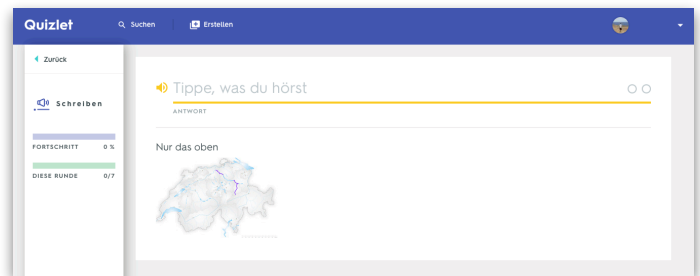 Quizlet
Suchen
Erstellen
Zurück
Schreiben
FORTSCHRITT 0 %
DIESE RUNDE 0/7
Tippe, was du hörst
ANTWORT
Nur das oben